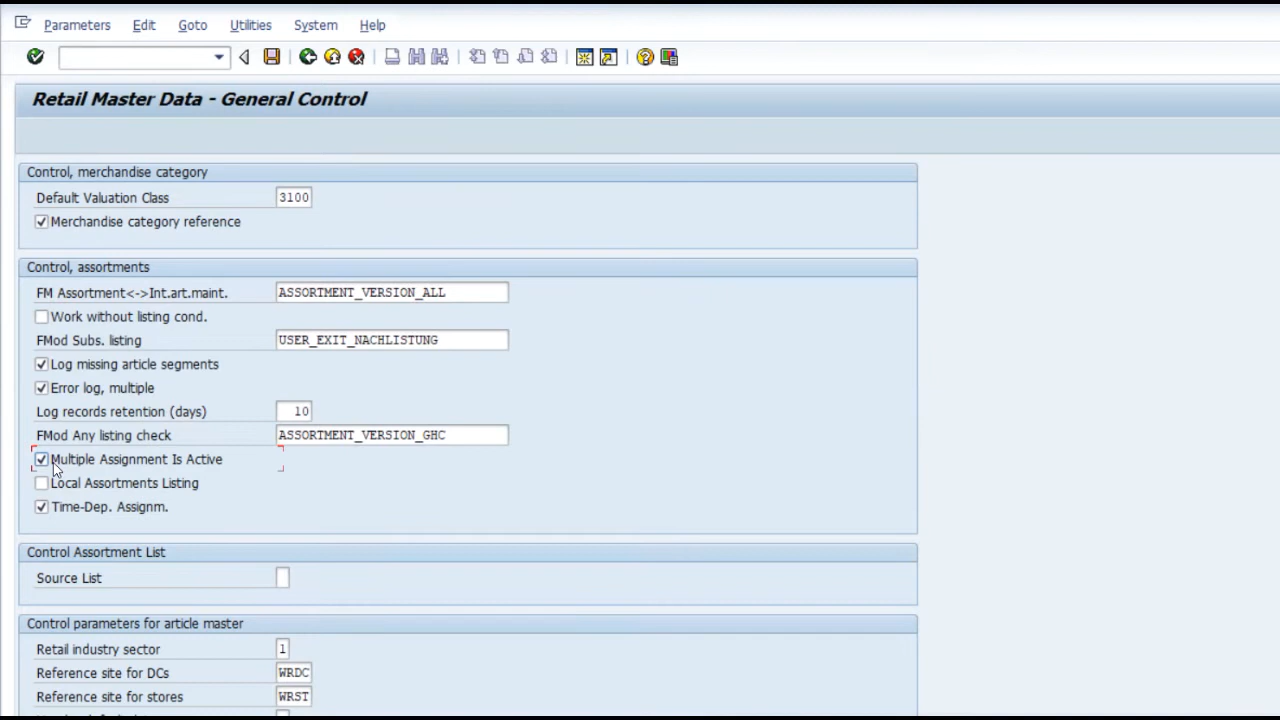 Parameters Edit Goto Utilities System Help
Retail Master Data - General Control
Control, merchandise category
Default Valuation Class 3100
Merchandise category reference
Control, assortments
FM Assortment<->Int.art.maint. ASSORTMENT_VERSION_ALL
Work without listing cond.
FMod Subs. listing USER_EXIT_NACHLISTUNG
Log missing article segments
Error log, multiple
Log records retention (days) 10
FMod Any listing check ASSORTMENT_VERSION_GHC
Multiple Assignment Is Active
Local Assortments Listing
Time-Dep. Assignm.
Control Assortment List
Source List
Control parameters for article master
Retail industry sector 1
Reference site for DCs WRDC
Reference site for stores WRST